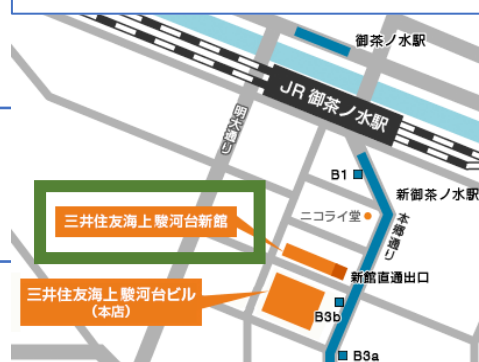 御茶ノ水駅
JR 御茶ノ水駅
明大通り
B1
新御茶ノ水駅
ニコライ堂
本郷通り
三井住友海上駿河台新館
新館直通出口
三井住友海上駿河台ビル
（本店）
B3b
B3a